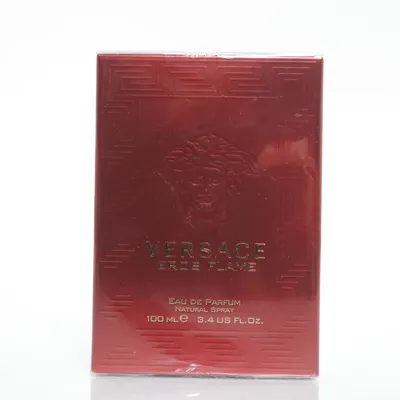 VERSACE
EROS FLAME
EAU DE PARFUM
NATURAL SPRAY
100 ML℮ 3.4 US FL.OZ.